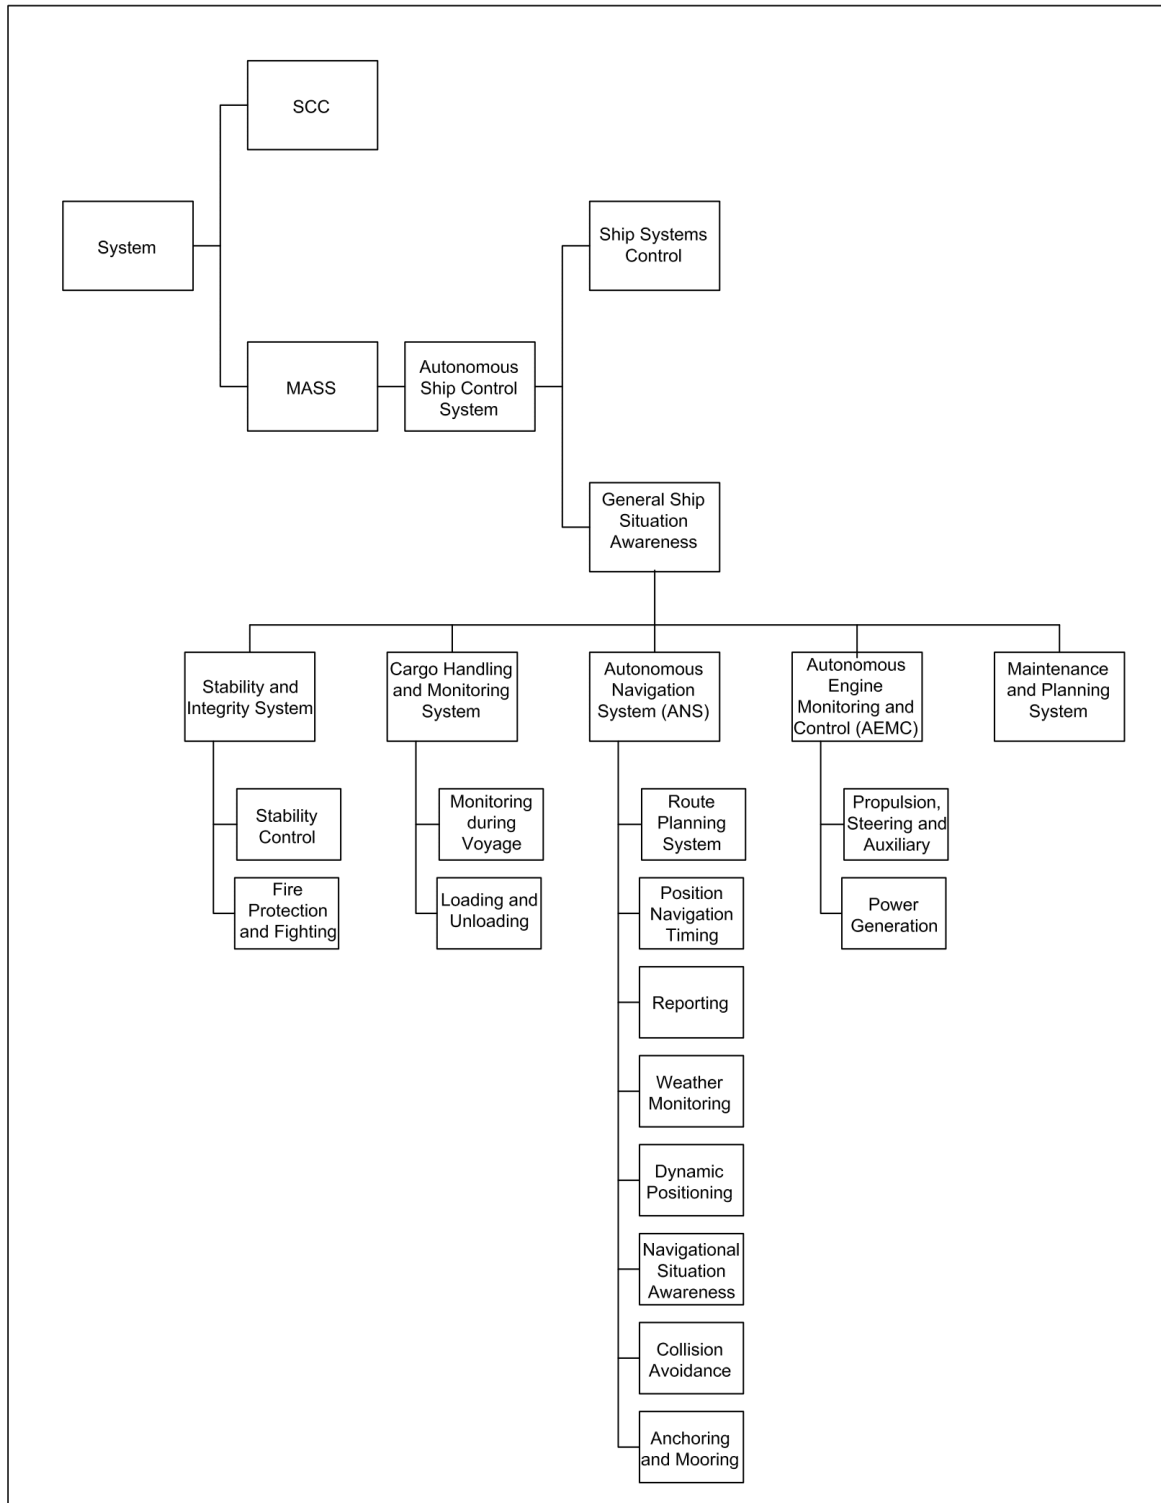 SCC
System
Ship Systems
Control
MASS
Autonomous
Ship Control
System
General Ship
Situation
Awareness
Stability and
Integrity System
Cargo Handling
and Monitoring
System
Autonomous
Navigation
System (ANS)
Autonomous
Engine
Monitoring and
Control (AEMC)
Maintenance
and Planning
System
Stability
Control
Fire
Protection
and Fighting
Monitoring
during
Voyage
Loading and
Unloading
Route
Planning
System
Position
Navigation
Timing
Reporting
Weather
Monitoring
Dynamic
Positioning
Navigational
Situation
Awareness
Collision
Avoidance
Anchoring
and Mooring
Propulsion,
Steering and
Auxiliary
Power
Generation